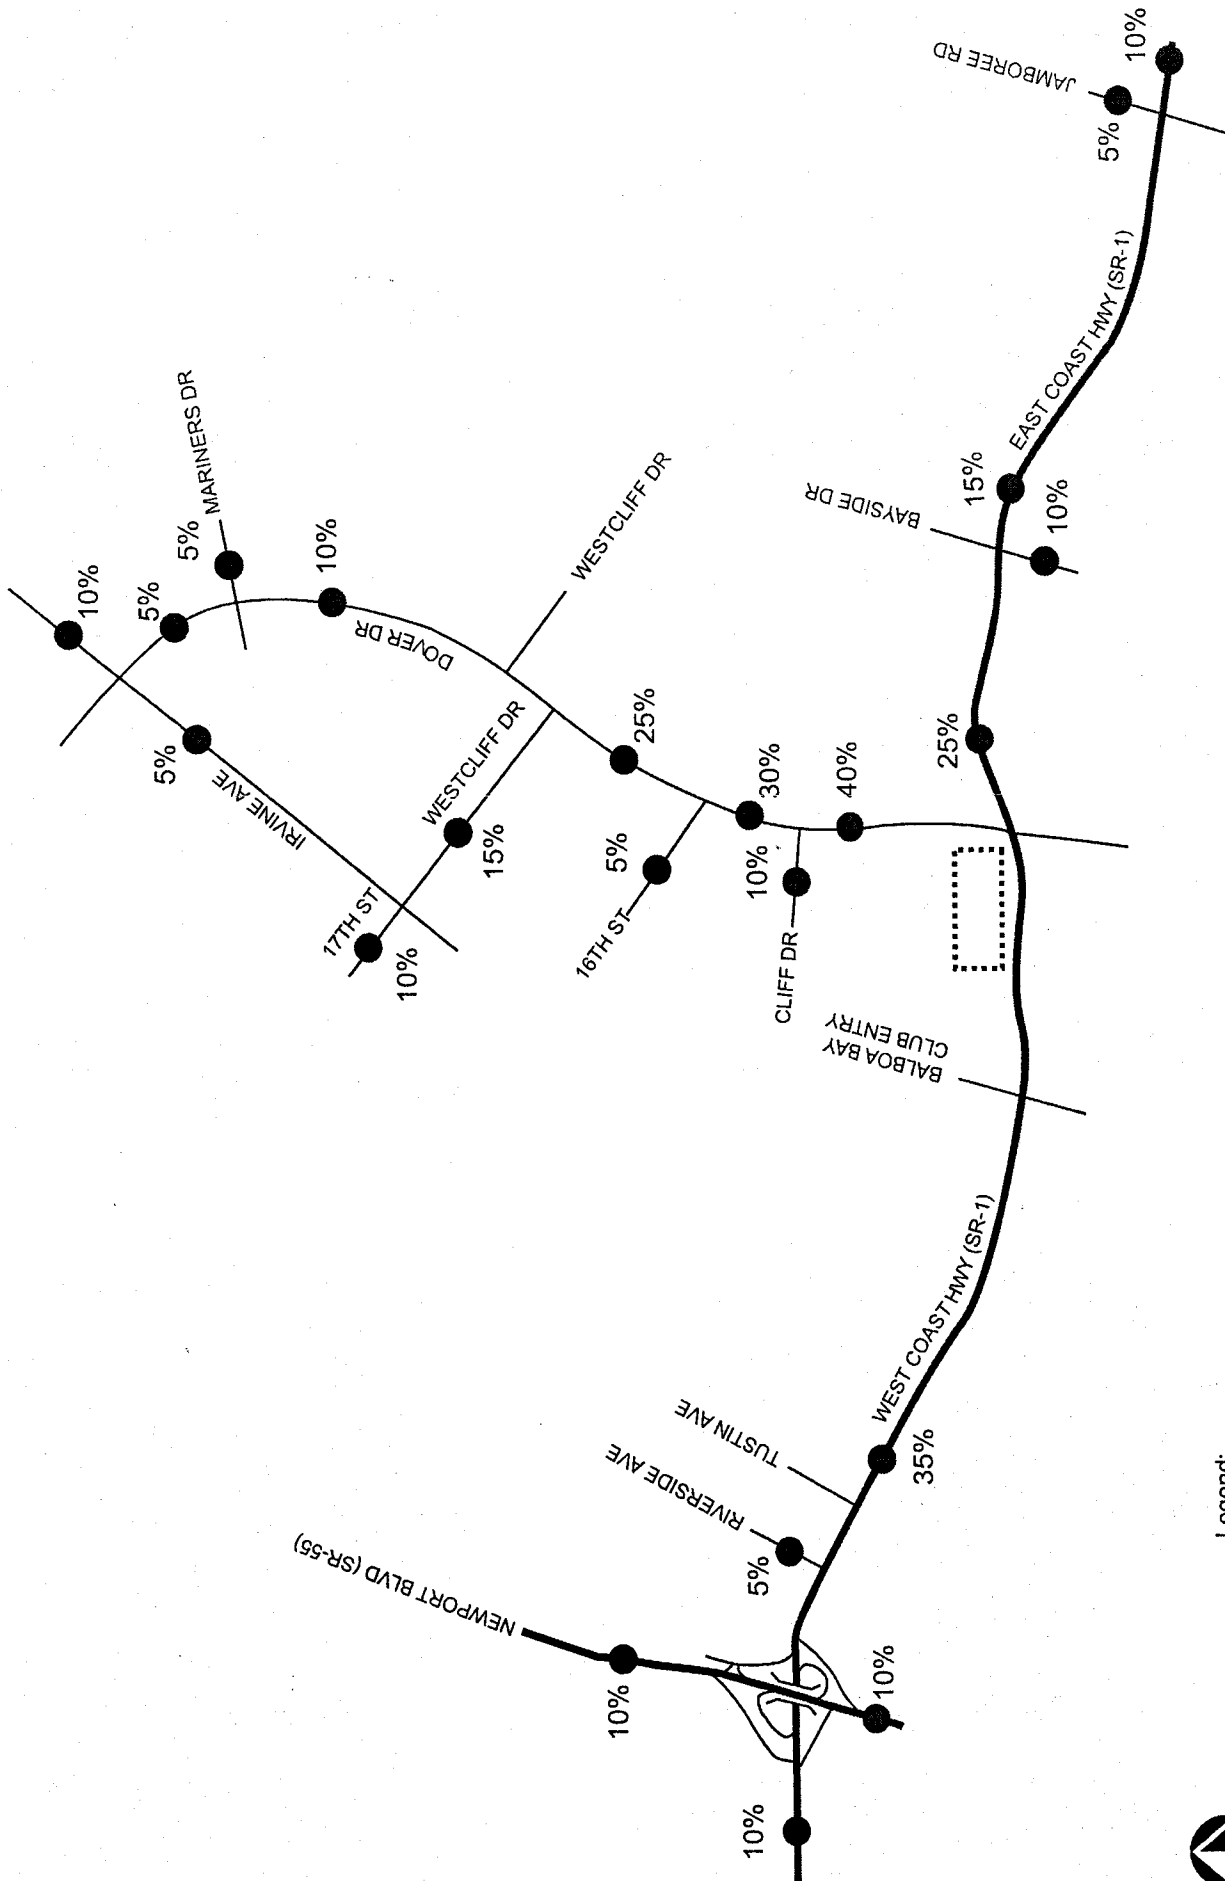 10%
JAMBOREE RD
5%
EAST COAST HWY (SR-1)
15%
BAYSIDE DR
10%
25%
MARINERS DR
5%
10%
5%
10%
DOVER DR
WESTCLIFF DR
5%
IRVINE AVE
WESTCLIFF DR
25%
17TH ST
15%
10%
30%
5%
16TH ST
40%
10%
CLIFF DR
BALBOA BAY
CLUB ENTRY
WEST COAST HWY (SR-1)
35%
TUSTIN AVE
RIVERSIDE AVE
5%
NEWPORT BLVD (SR-55)
10%
10%
10%
Legend: